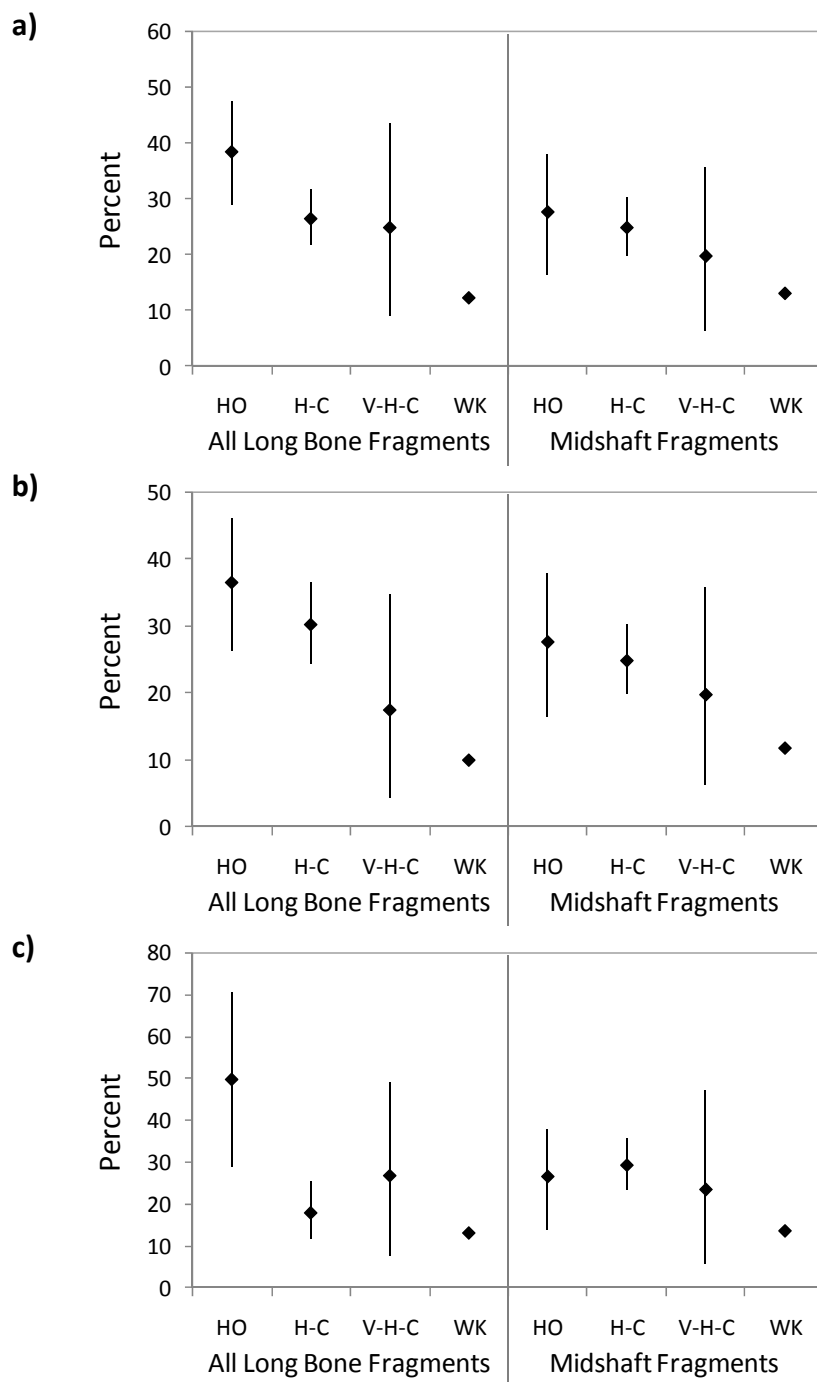 a)
60
50
40
30
20
10
0
Percent
HO H-C V-H-C WK HO H-C V-H-C WK
All Long Bone Fragments Midshaft Fragments
b)
50
40
30
20
10
0
Percent
HO H-C V-H-C WK HO H-C V-H-C WK
All Long Bone Fragments Midshaft Fragments
c)
80
70
60
50
40
30
20
10
0
Percent
HO H-C V-H-C WK HO H-C V-H-C WK
All Long Bone Fragments Midshaft Fragments